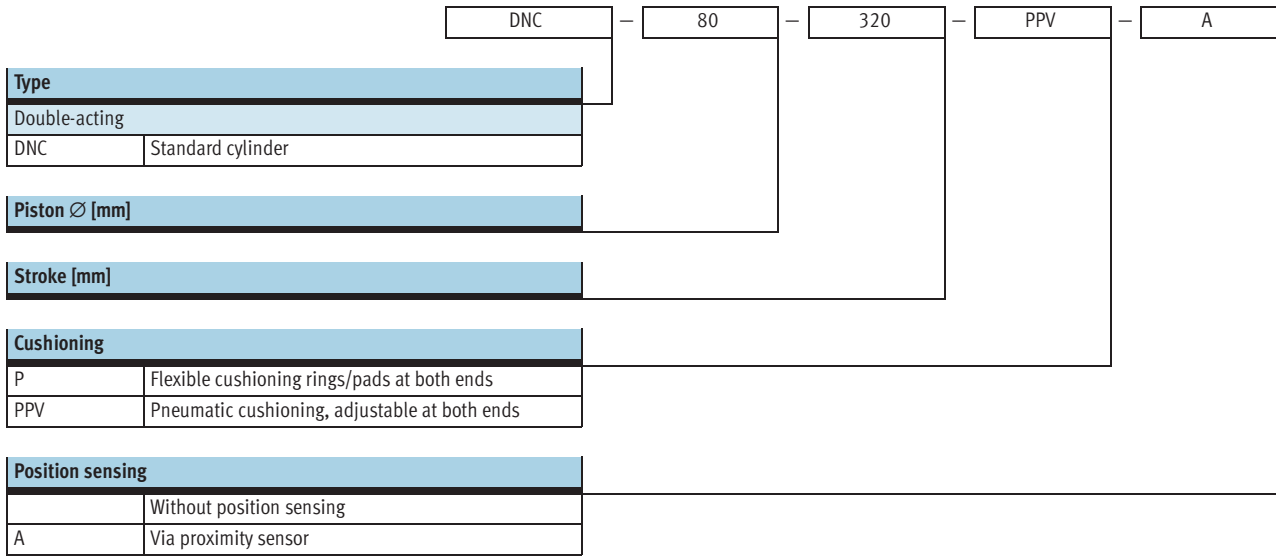 DNC – 80 – 320 – PPV – A
Type
Double-acting
DNC Standard cylinder
Piston ∅ [mm]
Stroke [mm]
Cushioning
P Flexible cushioning rings/pads at both ends
PPV Pneumatic cushioning, adjustable at both ends
Position sensing
Without position sensing
A Via proximity sensor